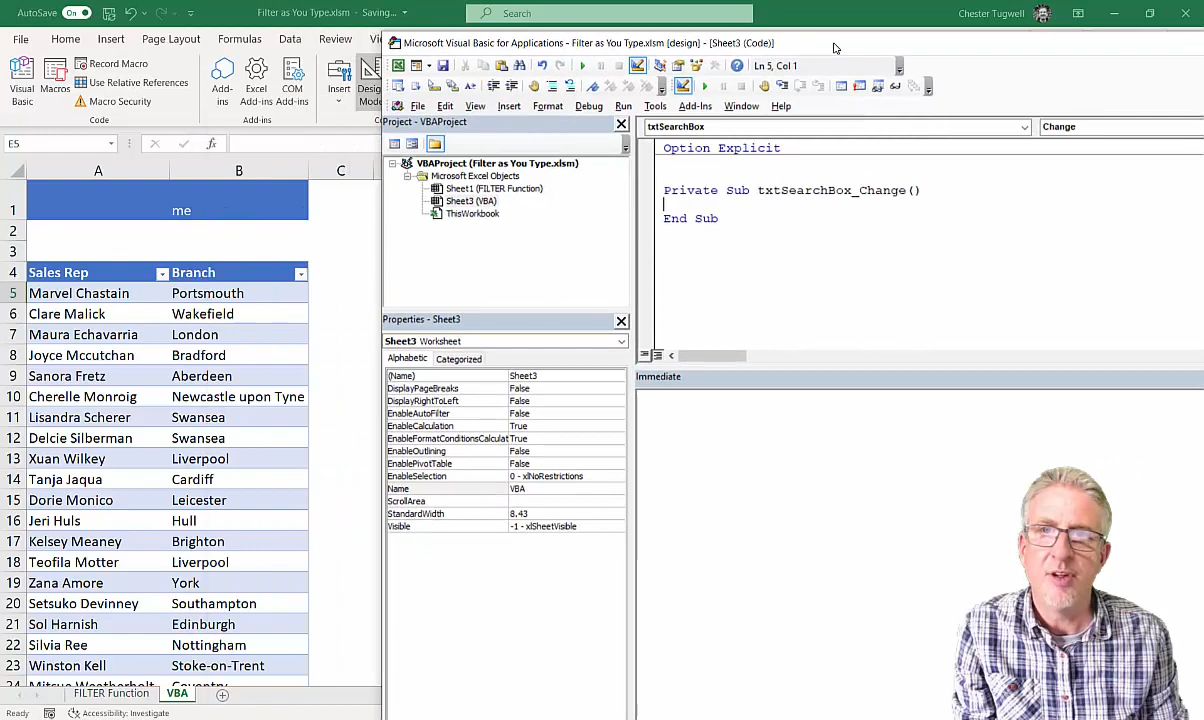 AutoSave On Filter as You Type.xlsm - Saving... Search Chester Tugwell
File Home Insert Page Layout Formulas Data Review
Visual Basic Macros Record Macro Use Relative References Macro Security Code
Add-ins Excel Add-ins COM Add-ins Add-ins Insert Design Mode
E5 fx
A B C
1 me
2
3
4 Sales Rep Branch
5 Marvel Chastain Portsmouth
6 Clare Malick Wakefield
7 Maura Echavarria London
8 Joyce Mccutchan Bradford
9 Sanora Fretz Aberdeen
10 Cherelle Monroig Newcastle upon Tyne
11 Lisandra Scherer Swansea
12 Delcie Silberman Swansea
13 Xuan Wilkey Liverpool
14 Tanja Jaqua Cardiff
15 Dorie Monico Leicester
16 Jeri Huls Hull
17 Kelsey Meaney Brighton
18 Teofila Motter Liverpool
19 Zana Amore York
20 Setsuko Devinney Southampton
21 Sol Harnish Edinburgh
22 Silvia Ree Nottingham
23 Winston Kell Stoke-on-Trent
FILTER Function VBA
Ready Accessibility: Investigate
Microsoft Visual Basic for Applications - Filter as You Type.xlsm [design] - [Sheet3 (Code)]
Ln 5, Col 1
File Edit View Insert Format Debug Run Tools Add-Ins Window Help
Project - VBAProject
VBAProject (Filter as You Type.xlsm)
Microsoft Excel Objects
Sheet1 (FILTER Function)
Sheet3 (VBA)
ThisWorkbook
Properties - Sheet3
Sheet3 Worksheet
Alphabetic Categorized
(Name) Sheet3
DisplayPageBreaks False
DisplayRightToLeft False
EnableAutoFilter False
EnableCalculation True
EnableFormatConditionsCalculat True
EnableOutlining False
EnablePivotTable False
EnableSelection 0 - xlNoRestrictions
Name VBA
ScrollArea
StandardWidth 8.43
Visible -1 - xlSheetVisible
txtSearchBox Change
Option Explicit
Private Sub txtSearchBox_Change()
End Sub
Immediate